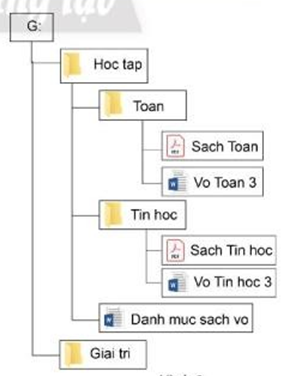 G:
Hoc tap
Toan
Sach Toan
Vo Toan 3
Tin hoc
Sach Tin hoc
Vo Tin hoc 3
Danh muc sach vo
Giai tri